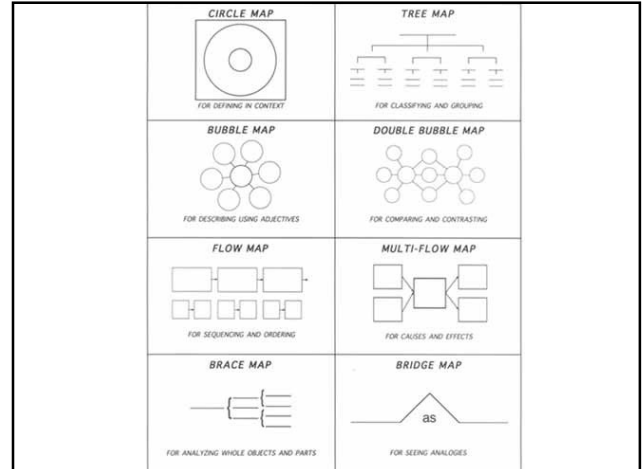 CIRCLE MAP
FOR DEFINING IN CONTEXT
TREE MAP
FOR CLASSIFYING AND GROUPING
BUBBLE MAP
FOR DESCRIBING USING ADJECTIVES
DOUBLE BUBBLE MAP
FOR COMPARING AND CONTRASTING
FLOW MAP
FOR SEQUENCING AND ORDERING
MULTI-FLOW MAP
FOR CAUSES AND EFFECTS
BRACE MAP
FOR ANALYZING WHOLE OBJECTS AND PARTS
BRIDGE MAP
as
FOR SEEING ANALOGIES